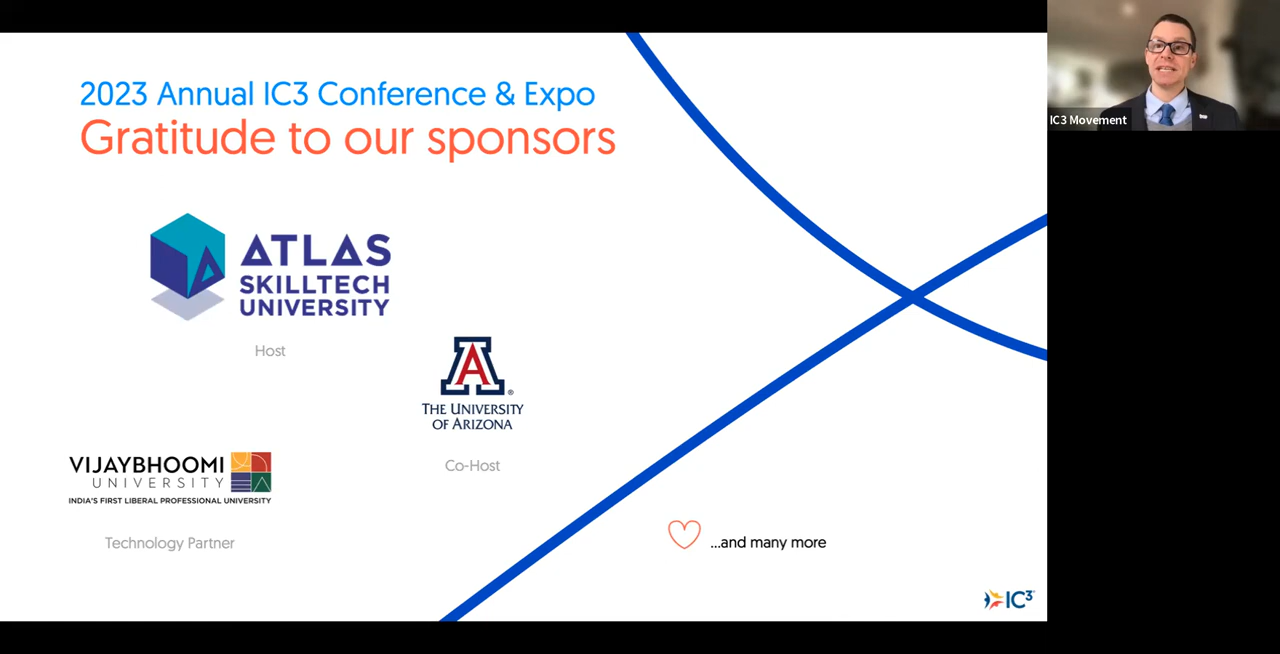 2023 Annual IC3 Conference & Expo
Gratitude to our sponsors
IC3 Movement
ATLAS
SKILLTECH
UNIVERSITY
Host
A
®
THE UNIVERSITY
OF ARIZONA
Co-Host
VIJAYBHOOMI
UNIVERSITY
INDIA'S FIRST LIBERAL PROFESSIONAL UNIVERSITY
Technology Partner
...and many more
IC³